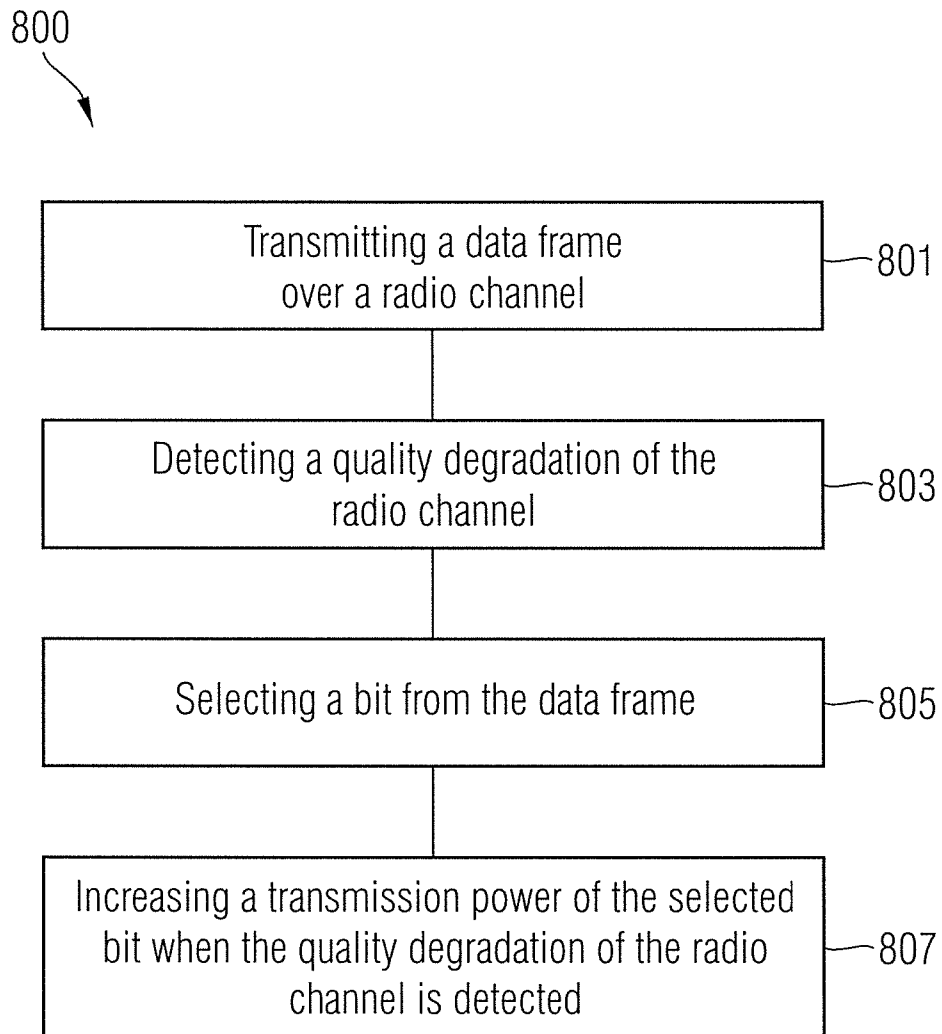 800
Transmitting a data frame
over a radio channel
801
Detecting a quality degradation of the
radio channel
803
Selecting a bit from the data frame
805
Increasing a transmission power of the selected
bit when the quality degradation of the radio
channel is detected
807